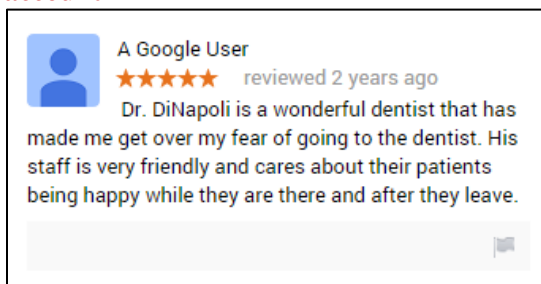 A Google User
reviewed 2 years ago
Dr. DiNapoli is a wonderful dentist that has
made me get over my fear of going to the dentist. His
staff is very friendly and cares about their patients
being happy while they are there and after they leave.